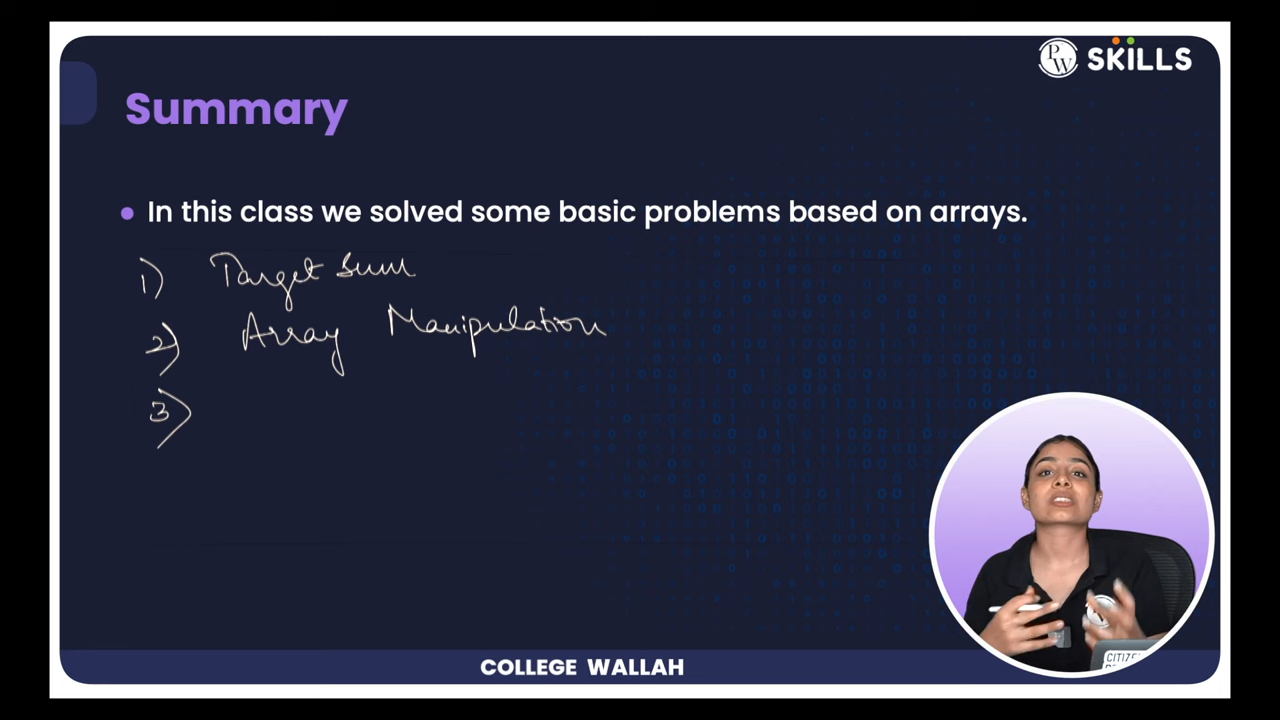 PW SKILLS
Summary
In this class we solved some basic problems based on arrays.
1) Target Sum
2) Array Manipulation
3)
COLLEGE WALLAH